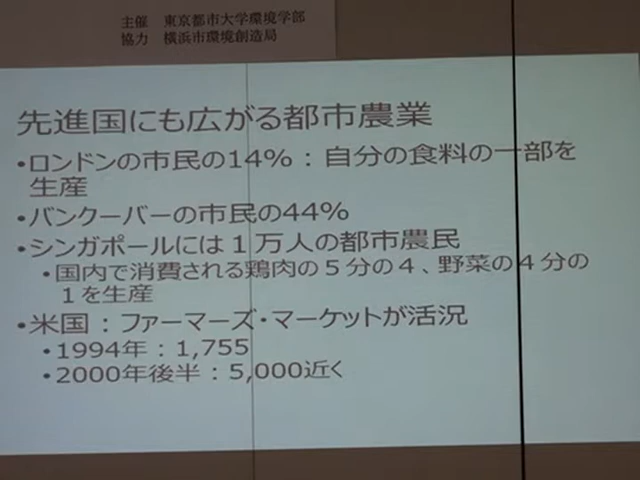 主催　東京都市大学環境学部
協力　横浜市環境創造局
先進国にも広がる都市農業
•ロンドンの市民の14%：自分の食料の一部を
生産
•バンクーバーの市民の44%
•シンガポールには１万人の都市農民
•国内で消費される鶏肉の５分の４、野菜の４分の
１を生産
•米国：ファーマーズ・マーケットが活況
•1994年：1,755
•2000年後半：5,000近く